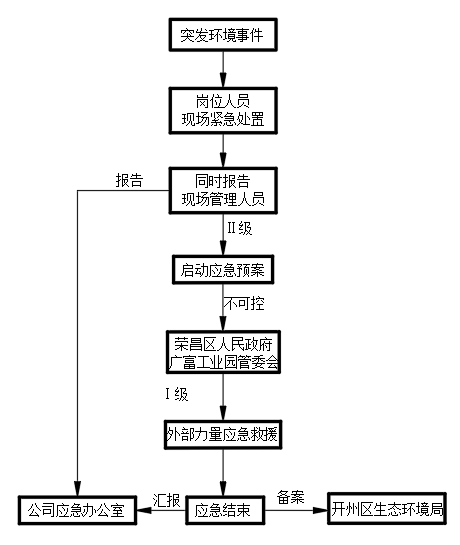 突发环境事件
岗位人员
现场紧急处置
报告
同时报告
现场管理人员
II级
启动应急预案
不可控
荣昌区人民政府
广富工业园管委会
I级
外部力量应急救援
公司应急办公室
汇报
应急结束
备案
开州区生态环境局